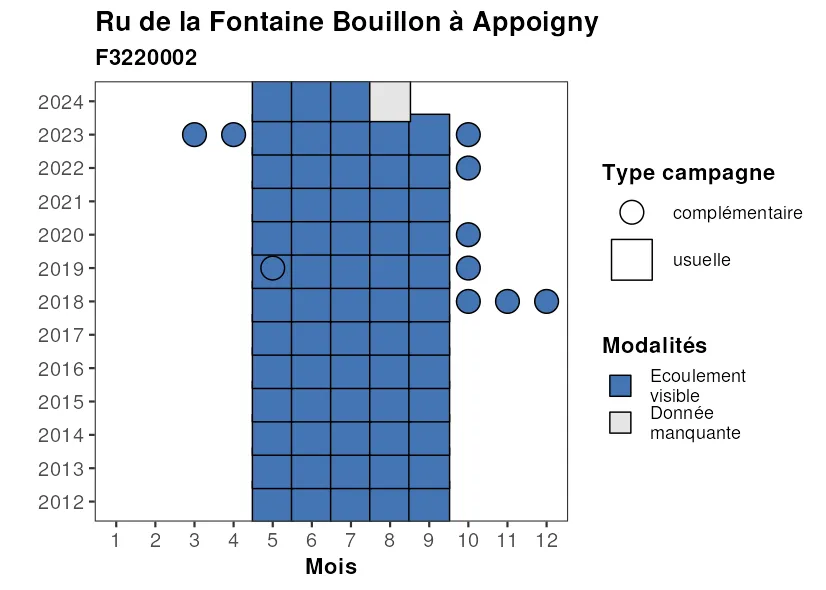 Ru de la Fontaine Bouillon à Appoigny
F3220002
2024
2023
2022
2021
2020
2019
2018
2017
2016
2015
2014
2013
2012
1 2 3 4 5 6 7 8 9 10 11 12
Mois
Type campagne
complémentaire
usuelle
Modalités
Ecoulement
visible
Donnée
manquante